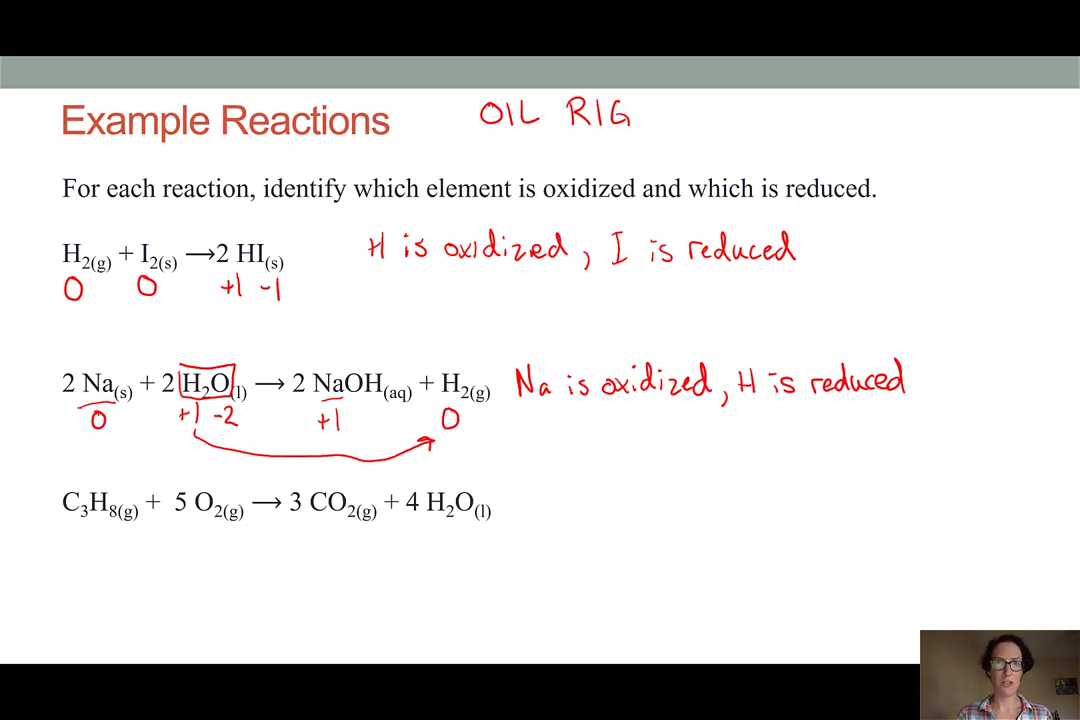 Example Reactions OIL RIG
For each reaction, identify which element is oxidized and which is reduced.
H₂(g) + I₂(s) ⟶2 HI(s) H is oxidized, I is reduced
0 0 +1 -1
2 Na(s) + 2 H₂O(l) ⟶ 2 NaOH(aq) + H₂(g) Na is oxidized, H is reduced
0 +1 -2 +1 0
C₃H₈(g) + 5 O₂(g) ⟶ 3 CO₂(g) + 4 H₂O(l)